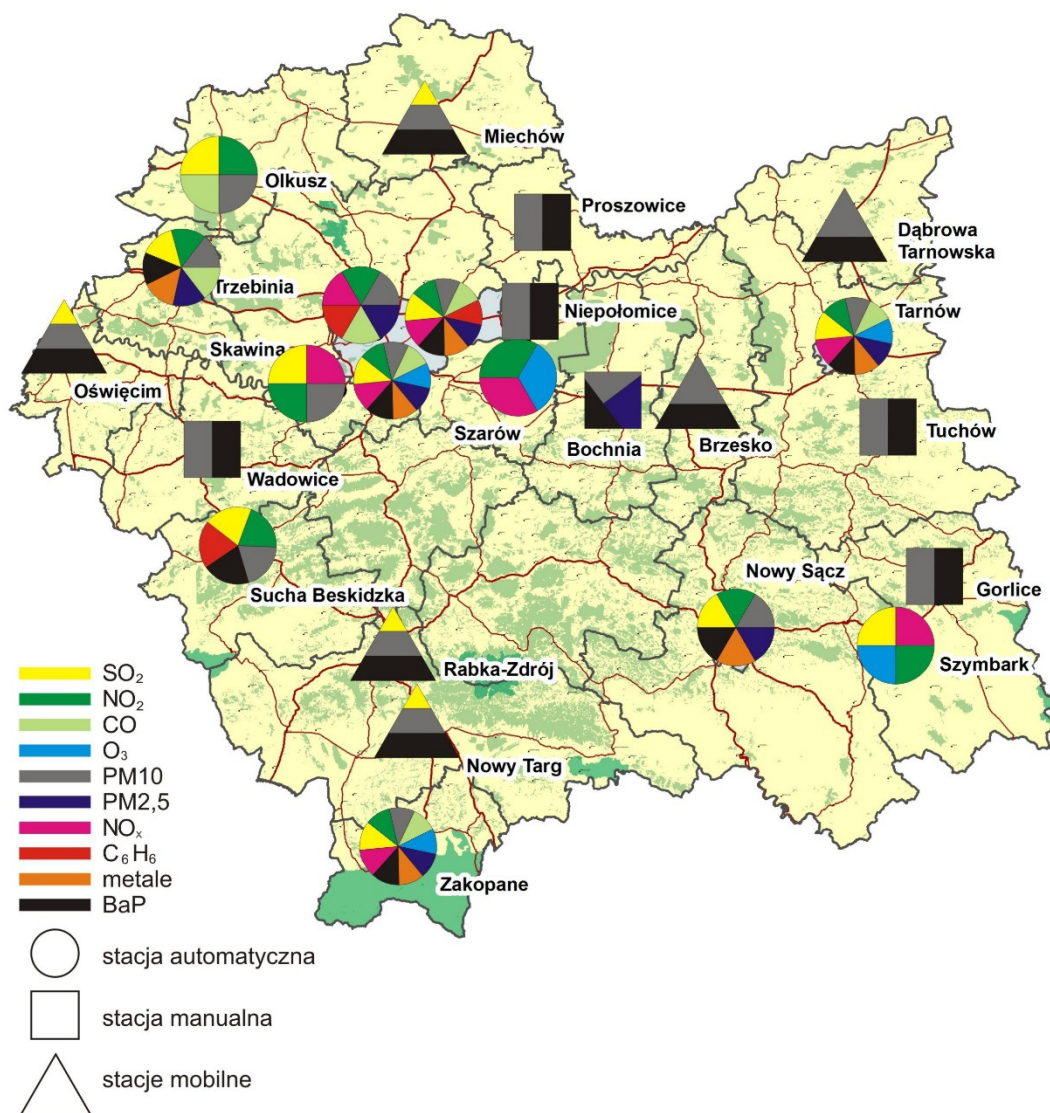 Miechów
Olkusz
Proszowice
Dąbrowa
Tarnowska
Trzebinia
Niepołomice
Tarnów
Skawina
Oświęcim
Szarów
Bochnia
Brzesko
Tuchów
Wadowice
Nowy Sącz
Gorlice
Sucha Beskidzka
Rabka-Zdrój
Szymbark
Nowy Targ
Zakopane
SO₂
NO₂
CO
O₃
PM10
PM2,5
NOₓ
C₆H₆
metale
BaP
stacja automatyczna
stacja manualna
stacje mobilne